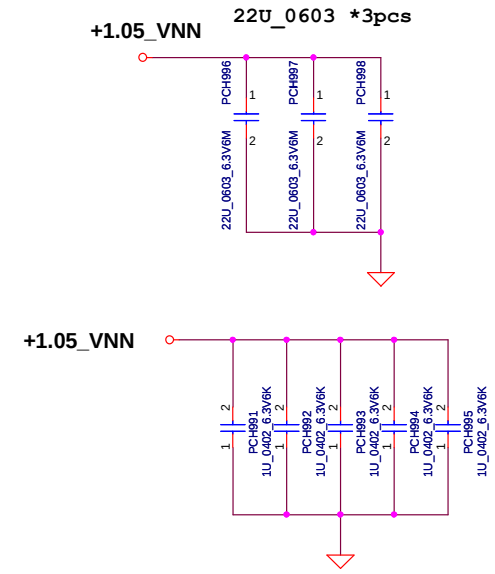 22U_0603 *3pcs
+1.05_VNN
PCH996
1
2
22U_0603_6.3V6M
PCH997
1
2
22U_0603_6.3V6M
PCH998
1
2
22U_0603_6.3V6M
+1.05_VNN
2
1
PCH991
1U_0402_6.3V6K
2
1
PCH992
1U_0402_6.3V6K
2
1
PCH993
1U_0402_6.3V6K
2
1
PCH994
1U_0402_6.3V6K
2
1
PCH995
1U_0402_6.3V6K